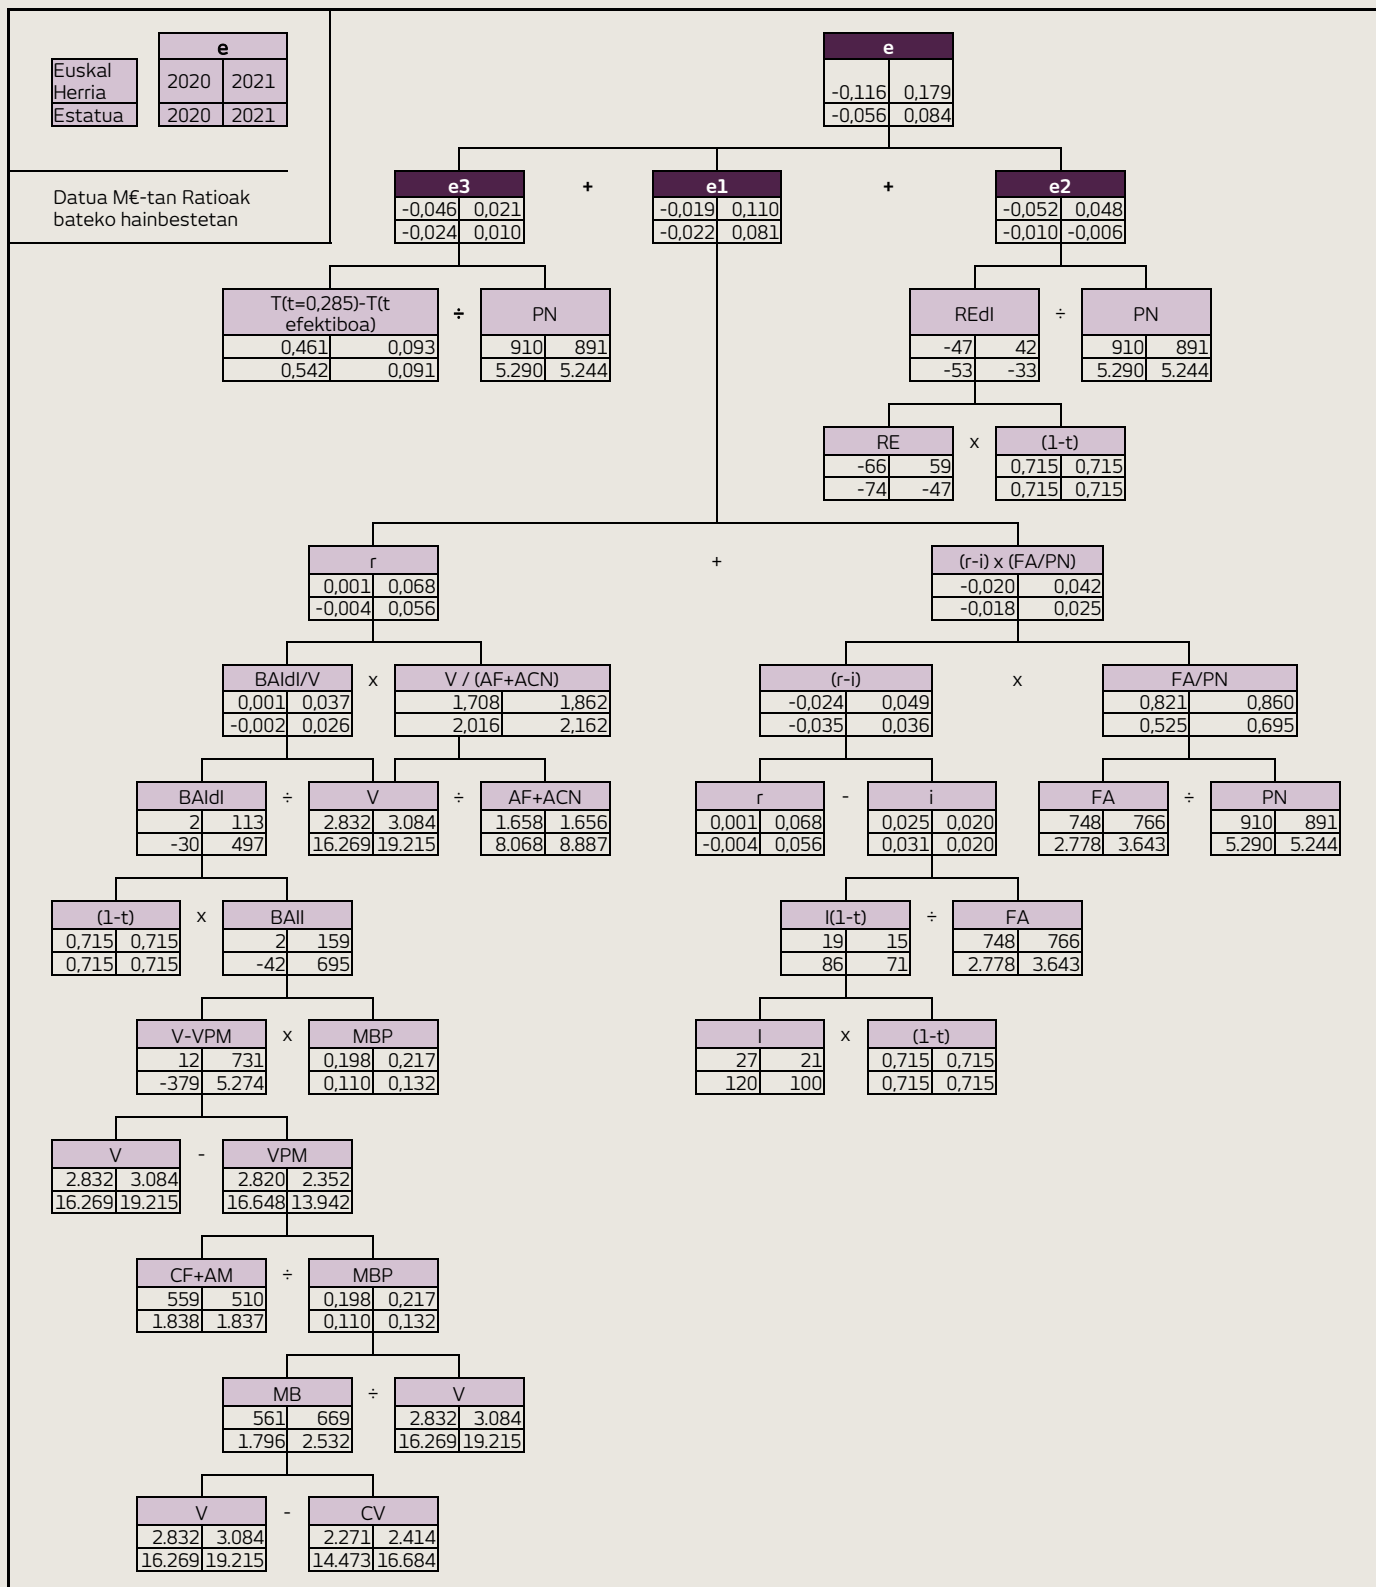 e
Euskal
Herria
2020 2021
Estatua 2020 2021
Datua M€-tan Ratioak
bateko hainbestetan
e
-0,116 0,179
-0,056 0,084
e3 + e1 + e2
-0,046 0,021 -0,019 0,110 -0,052 0,048
-0,024 0,010 -0,022 0,081 -0,010 -0,006
T(t=0,285)-T(t
efektiboa)
÷ PN REdI ÷ PN
0,461 0,093 910 891 -47 42 910 891
0,542 0,091 5.290 5.244 -53 -33 5.290 5.244
RE x (1-t)
-66 59 0,715 0,715
-74 -47 0,715 0,715
r + (r-i) x (FA/PN)
0,001 0,068 -0,020 0,042
-0,004 0,056 -0,018 0,025
BAIdI/V x V / (AF+ACN) (r-i) x FA/PN
0,001 0,037 1,708 1,862 -0,024 0,049 0,821 0,860
-0,002 0,026 2,016 2,162 -0,035 0,036 0,525 0,695
BAIdI ÷ V ÷ AF+ACN r - i FA ÷ PN
2 113 2.832 3.084 1.658 1.656 0,001 0,068 0,025 0,020 748 766 910 891
-30 497 16.269 19.215 8.068 8.887 -0,004 0,056 0,031 0,020 2.778 3.643 5.290 5.244
(1-t) x BAII I(1-t) ÷ FA
0,715 0,715 2 159 19 15 748 766
0,715 0,715 -42 695 86 71 2.778 3.643
V-VPM x MBP I x (1-t)
12 731 0,198 0,217 27 21 0,715 0,715
-379 5.274 0,110 0,132 120 100 0,715 0,715
V - VPM
2.832 3.084 2.820 2.352
16.269 19.215 16.648 13.942
CF+AM ÷ MBP
559 510 0,198 0,217
1.838 1.837 0,110 0,132
MB ÷ V
561 669 2.832 3.084
1.796 2.532 16.269 19.215
V - CV
2.832 3.084 2.271 2.414
16.269 19.215 14.473 16.684